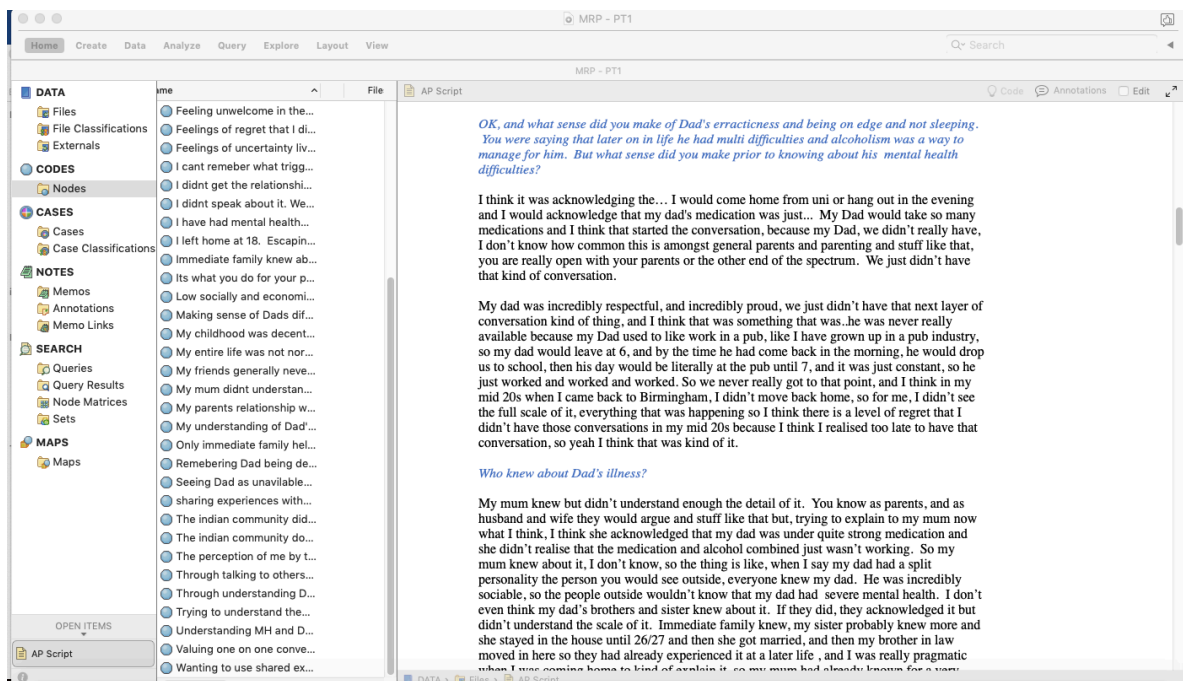 MRP - PT1
Home Create Data Analyze Query Explore Layout View
Search
MRP - PT1
DATA
Files
File Classifications
Externals
CODES
Nodes
CASES
Cases
Case Classifications
NOTES
Memos
Annotations
Memo Links
SEARCH
Queries
Query Results
Node Matrices
Sets
MAPS
Maps
OPEN ITEMS
AP Script
ame File
Feeling unwelcome in the...
Feelings of regret that I di...
Feelings of uncertainty liv...
I cant remeber what trigg...
I didnt get the relationshi...
I didnt speak about it. We...
I have had mental health...
I left home at 18. Escapin...
Immediate family knew ab...
Its what you do for your p...
Low socially and economi...
Making sense of Dads dif...
My childhood was decent...
My entire life was not nor...
My friends generally neve...
My mum didnt understan...
My parents relationship w...
My understanding of Dad'...
Only immediate family hel...
Remebering Dad being de...
Seeing Dad as unavailable...
sharing experiences with...
The indian community did...
The indian community do...
The perception of me by t...
Through talking to others...
Through understanding D...
Trying to understand the...
Understanding MH and D...
Valuing one on one conve...
Wanting to use shared ex...
AP Script Code Annotations Edit
OK, and what sense did you make of Dad's erracticness and being on edge and not sleeping.
You were saying that later on in life he had multi difficulties and alcoholism was a way to
manage for him. But what sense did you make prior to knowing about his mental health
difficulties?
I think it was acknowledging the… I would come home from uni or hang out in the evening
and I would acknowledge that my dad's medication was just... My Dad would take so many
medications and I think that started the conversation, because my Dad, we didn't really have,
I don't know how common this is amongst general parents and parenting and stuff like that,
you are really open with your parents or the other end of the spectrum. We just didn't have
that kind of conversation.
My dad was incredibly respectful, and incredibly proud, we just didn't have that next layer of
conversation kind of thing, and I think that was something that was..he was never really
available because my Dad used to like work in a pub, like I have grown up in a pub industry,
so my dad would leave at 6, and by the time he had come back in the morning, he would drop
us to school, then his day would be literally at the pub until 7, and it was just constant, so he
just worked and worked and worked. So we never really got to that point, and I think in my
mid 20s when I came back to Birmingham, I didn't move back home, so for me, I didn't see
the full scale of it, everything that was happening so I think there is a level of regret that I
didn't have those conversations in my mid 20s because I think I realised too late to have that
conversation, so yeah I think that was kind of it.
Who knew about Dad's illness?
My mum knew but didn't understand enough the detail of it. You know as parents, and as
husband and wife they would argue and stuff like that but, trying to explain to my mum now
what I think, I think she acknowledged that my dad was under quite strong medication and
she didn't realise that the medication and alcohol combined just wasn't working. So my
mum knew about it, I don't know, so the thing is like, when I say my dad had a split
personality the person you would see outside, everyone knew my dad. He was incredibly
sociable, so the people outside wouldn't know that my dad had severe mental health. I don't
even think my dad's brothers and sister knew about it. If they did, they acknowledged it but
didn't understand the scale of it. Immediate family knew, my sister probably knew more and
she stayed in the house until 26/27 and then she got married, and then my brother in law
moved in here so they had already experienced it at a later life , and I was really pragmatic
when I was coming home to kind of explain it, so my mum had already known for a very
DATA > Files > AP Script